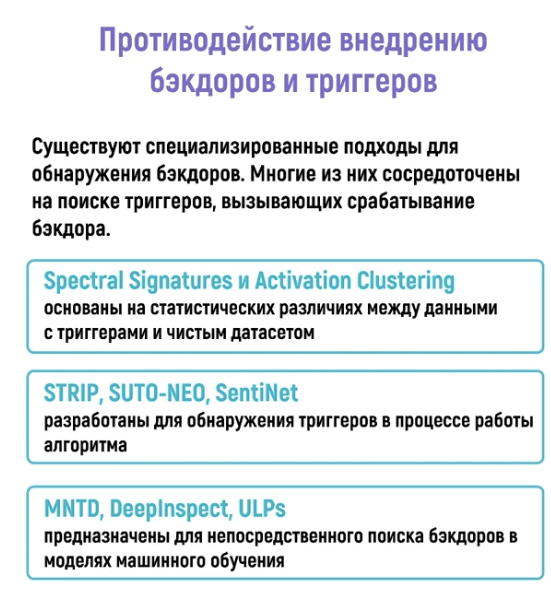 Противодействие внедрению
бэкдоров и триггеров
Существуют специализированные подходы для
обнаружения бэкдоров. Многие из них сосредоточены
на поиске триггеров, вызывающих срабатывание
бэкдора.
Spectral Signatures и Activation Clustering
основаны на статистических различиях между данными
с триггерами и чистым датасетом
STRIP, SUTO-NEO, SentiNet
разработаны для обнаружения триггеров в процессе работы
алгоритма
MNTD, DeepInspect, ULPs
предназначены для непосредственного поиска бэкдоров в
моделях машинного обучения